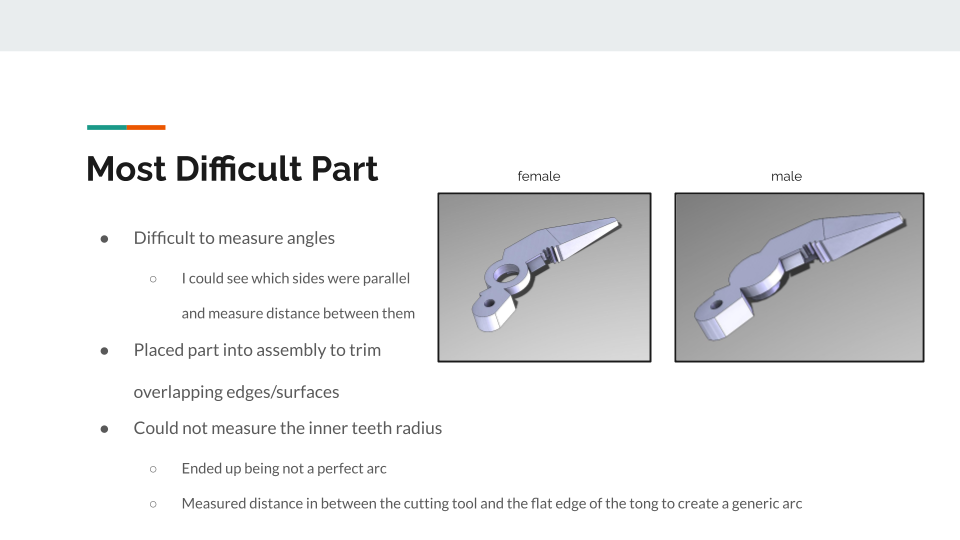 Most Difficult Part
female
male
● Difficult to measure angles
○ I could see which sides were parallel
and measure distance between them
● Placed part into assembly to trim
overlapping edges/surfaces
● Could not measure the inner teeth radius
○ Ended up being not a perfect arc
○ Measured distance in between the cutting tool and the flat edge of the tong to create a generic arc